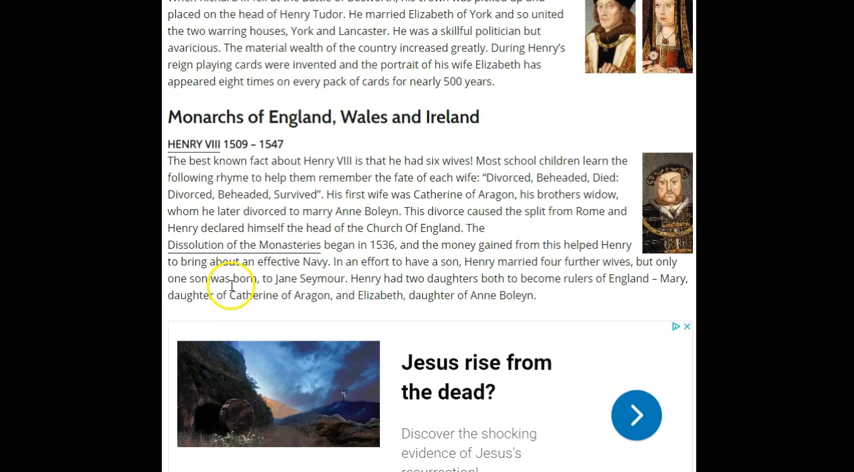 placed on the head of Henry Tudor. He married Elizabeth of York and so united
the two warring houses, York and Lancaster. He was a skillful politician but
avaricious. The material wealth of the country increased greatly. During Henry's
reign playing cards were invented and the portrait of his wife Elizabeth has
appeared eight times on every pack of cards for nearly 500 years.
Monarchs of England, Wales and Ireland
HENRY VIII 1509 – 1547
The best known fact about Henry VIII is that he had six wives! Most school children learn the
following rhyme to help them remember the fate of each wife: “Divorced, Beheaded, Died:
Divorced, Beheaded, Survived”. His first wife was Catherine of Aragon, his brothers widow,
whom he later divorced to marry Anne Boleyn. This divorce caused the split from Rome and
Henry declared himself the head of the Church Of England. The
Dissolution of the Monasteries began in 1536, and the money gained from this helped Henry
to bring about an effective Navy. In an effort to have a son, Henry married four further wives, but only
one son was born, to Jane Seymour. Henry had two daughters both to become rulers of England – Mary,
daughter of Catherine of Aragon, and Elizabeth, daughter of Anne Boleyn.
Jesus rise from
the dead?
Discover the shocking
evidence of Jesus's